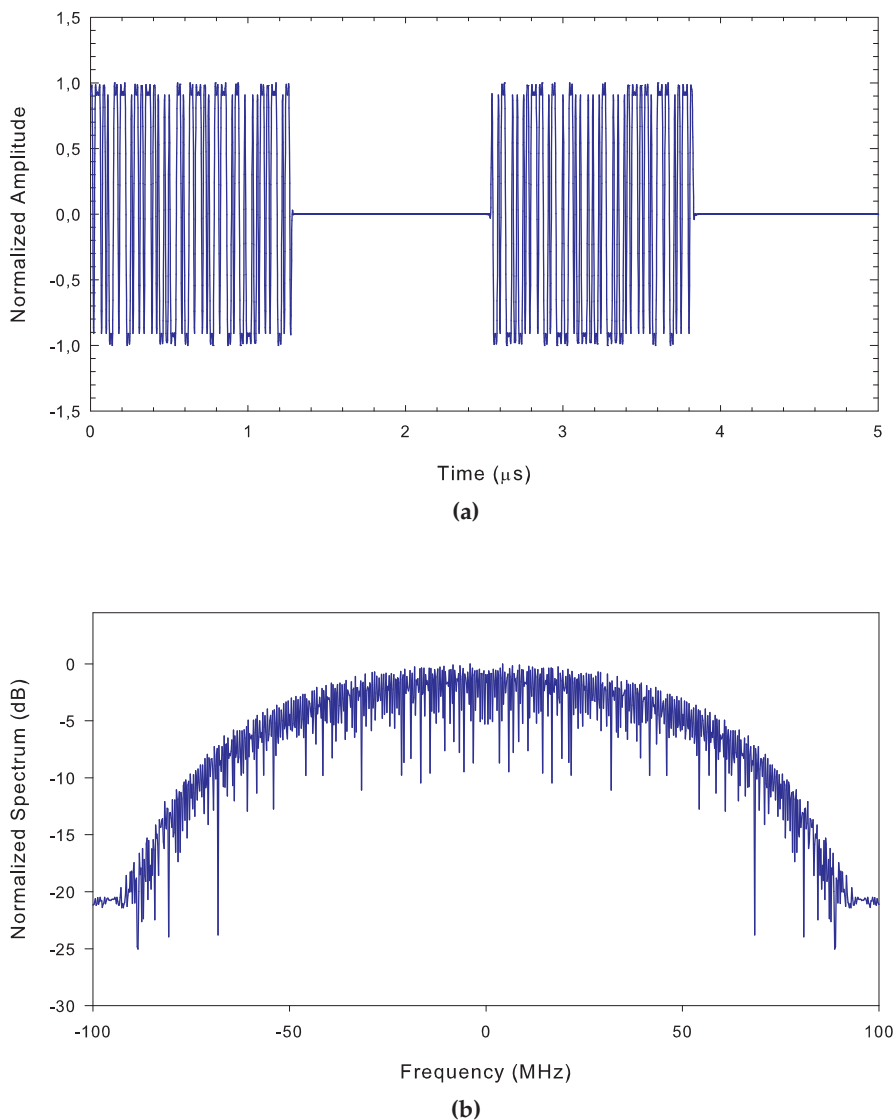 1,5
1,0
0,5
0,0
-0,5
-1,0
-1,5
Normalized Amplitude
0 1 2 3 4 5
Time (μs)
(a)
0
-5
-10
-15
-20
-25
-30
Normalized Spectrum (dB)
-100 -50 0 50 100
Frequency (MHz)
(b)